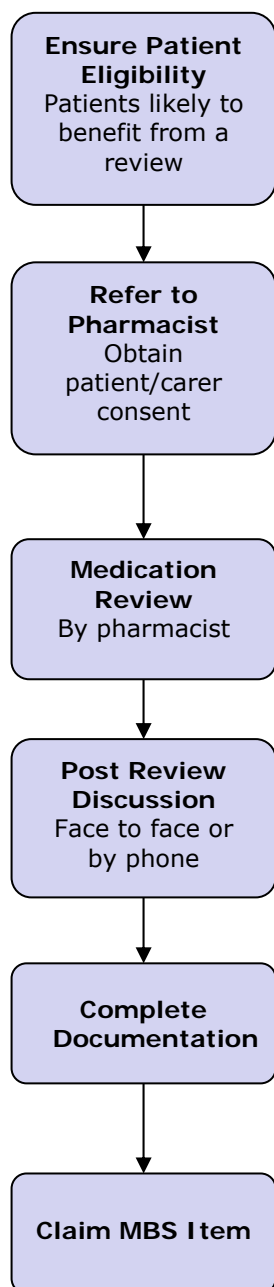 Ensure Patient
Eligibility
Patients likely to
benefit from a
review
Refer to
Pharmacist
Obtain
patient/carer
consent
Medication
Review
By pharmacist
Post Review
Discussion
Face to face or
by phone
Complete
Documentation
Claim MBS Item